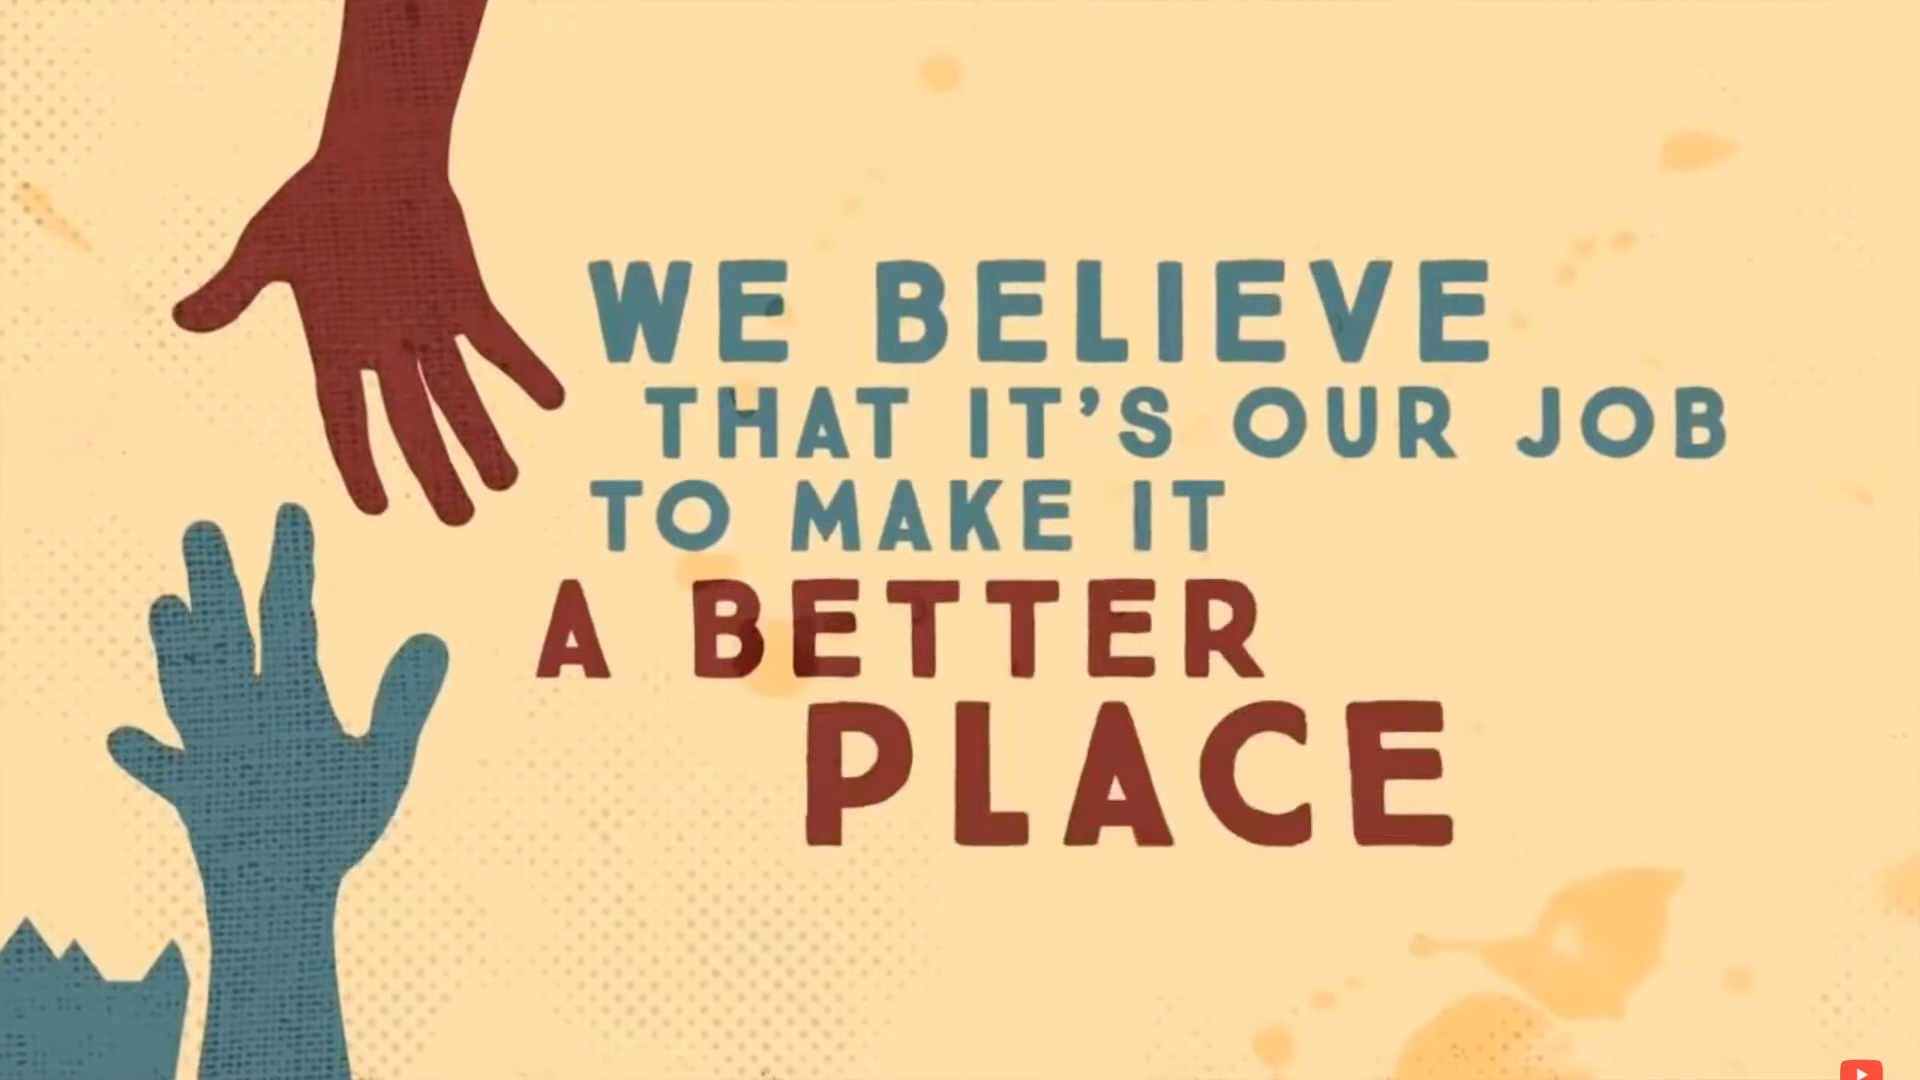 WE BELIEVE
THAT IT'S OUR JOB
TO MAKE IT
A BETTER
PLACE